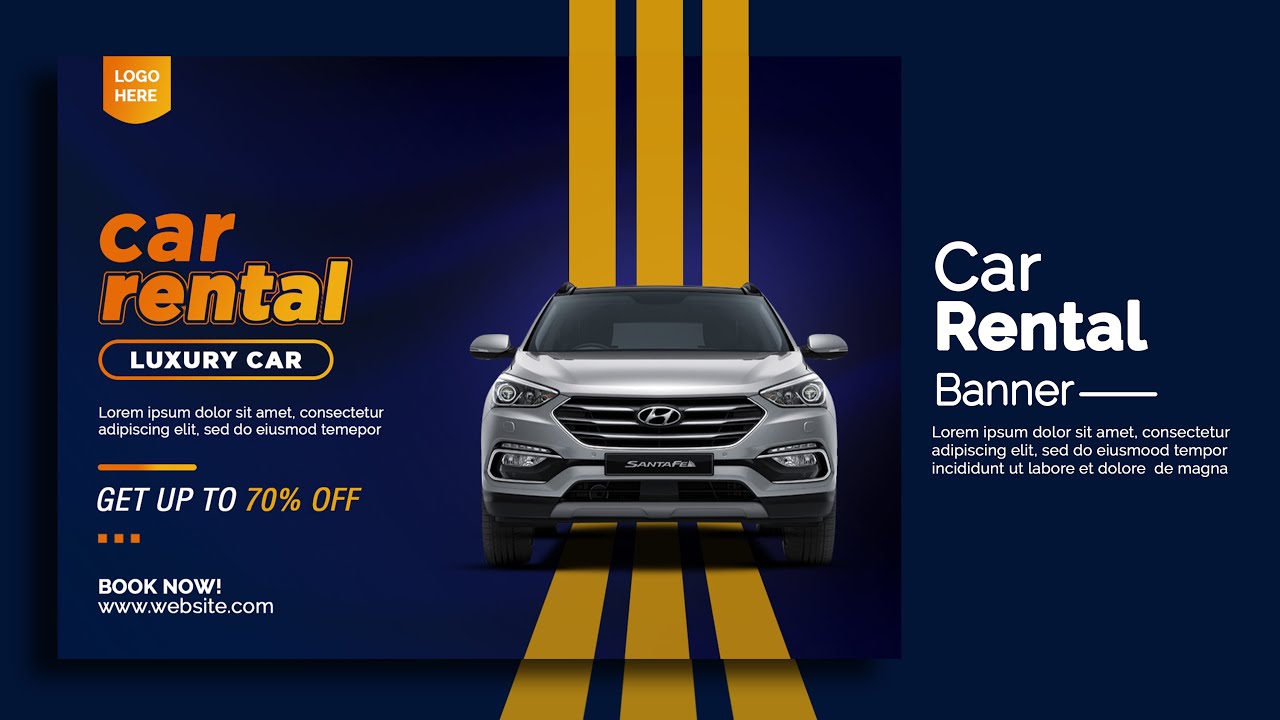 LOGO
HERE
car
rental
LUXURY CAR
Lorem ipsum dolor sit amet, consectetur
adipiscing elit, sed do eiusmod temepor
GET UP TO 70% OFF
BOOK NOW!
www.website.com
SANTAFE
Car
Rental
Banner
Lorem ipsum dolor sit amet, consectetur
adipiscing elit, sed do eiusmood tempor
incididunt ut labore et dolore de magna